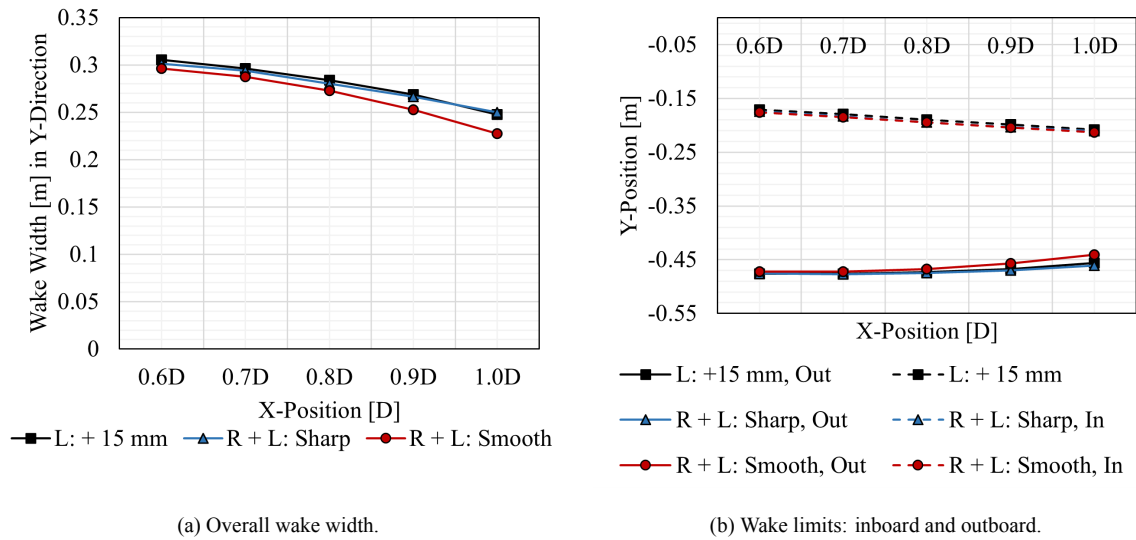 0.35
0.3
0.25
0.2
0.15
0.1
0.05
0
Wake Width [m] in Y-Direction
0.6D 0.7D 0.8D 0.9D 1.0D
X-Position [D]
L: + 15 mm R + L: Sharp R + L: Smooth
(a) Overall wake width.
-0.05
-0.15
-0.25
-0.35
-0.45
-0.55
Y-Position [m]
0.6D 0.7D 0.8D 0.9D 1.0D
X-Position [D]
L: +15 mm, Out L: + 15 mm
R + L: Sharp, Out R + L: Sharp, In
R + L: Smooth, Out R + L: Smooth, In
(b) Wake limits: inboard and outboard.